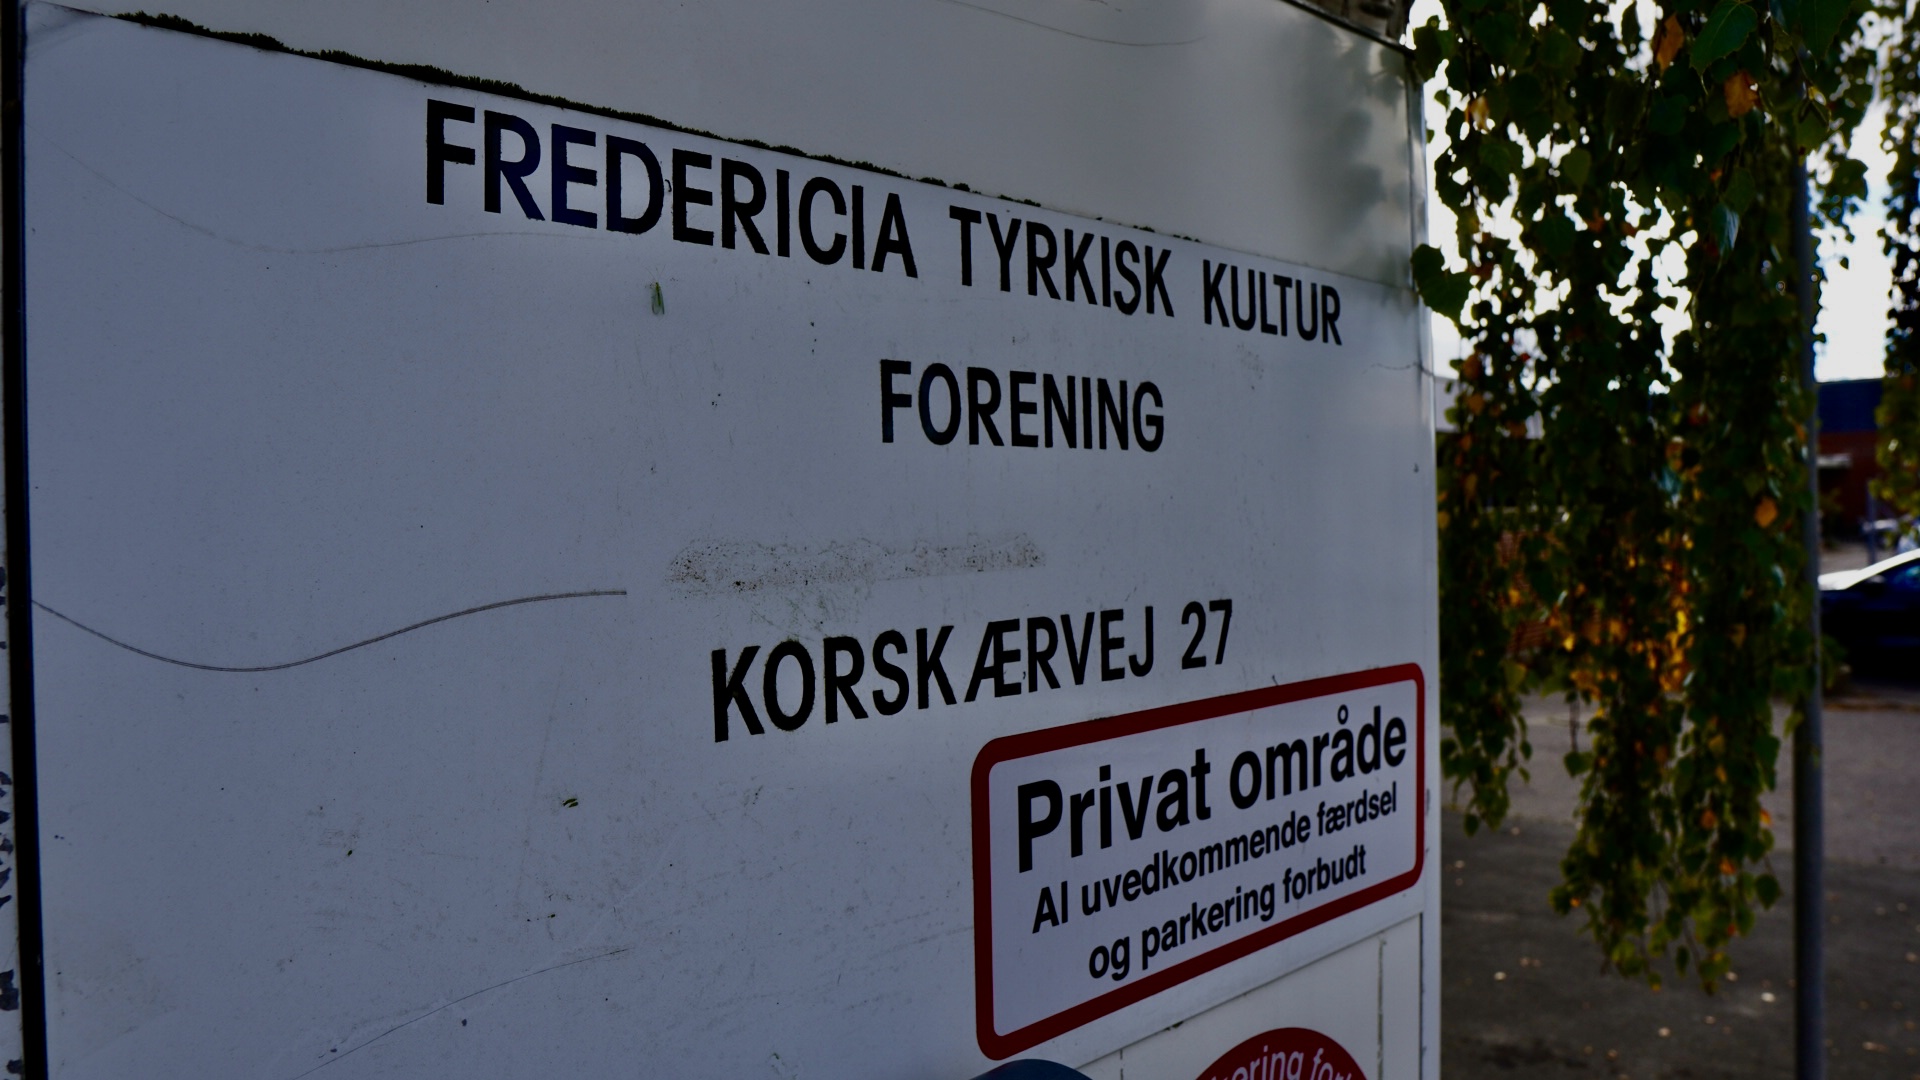 FREDERICIA TYRKISK KULTUR
FORENING
KORSKÆRVEJ 27
Privat område
Al uvedkommende færdsel
og parkering forbudt